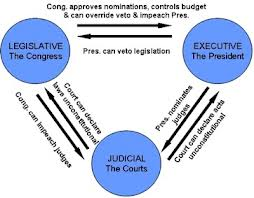 Cong. approves nominations, controls budget
& can override veto & impeach Pres.
LEGISLATIVE
The Congress
EXECUTIVE
The President
Pres. can veto legislation
Cong. can impeach judges
Court can declare
laws unconstitutional
Pres. nominates
judges
Court can declare acts
unconstitutional
JUDICIAL
The Courts